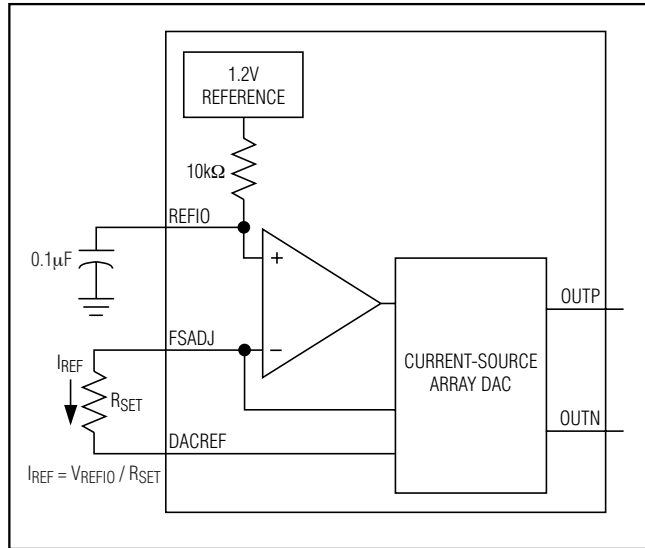 1.2V
REFERENCE
10kΩ
REFIO
0.1µF
+
OUTP
FSADJ
−
CURRENT-SOURCE
ARRAY DAC
IREF
RSET
DACREF
OUTN
IREF = VREFIO / RSET